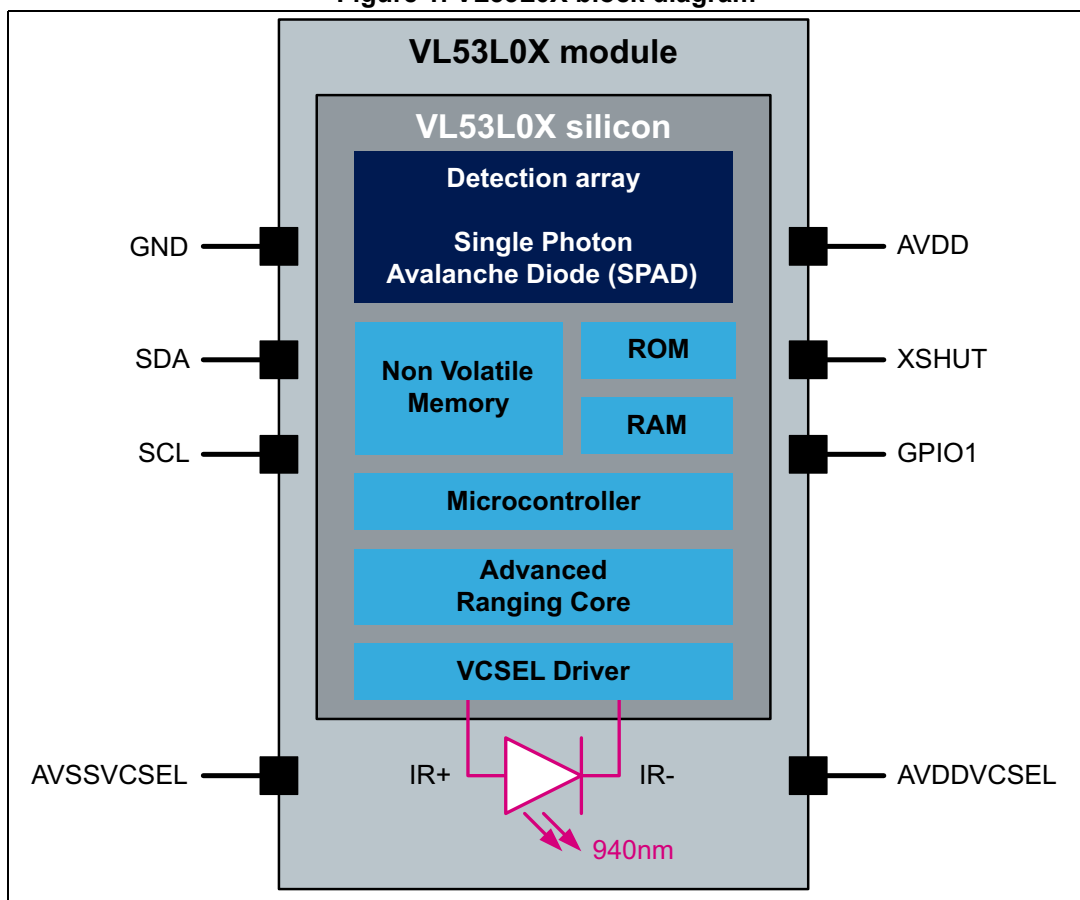 VL53L0X module
VL53L0X silicon
Detection array
Single Photon
Avalanche Diode (SPAD)
GND
AVDD
Non Volatile
Memory
ROM
SDA
XSHUT
RAM
SCL
GPIO1
Microcontroller
Advanced
Ranging Core
VCSEL Driver
AVSSVCSEL
IR+
IR-
AVDDVCSEL
940nm